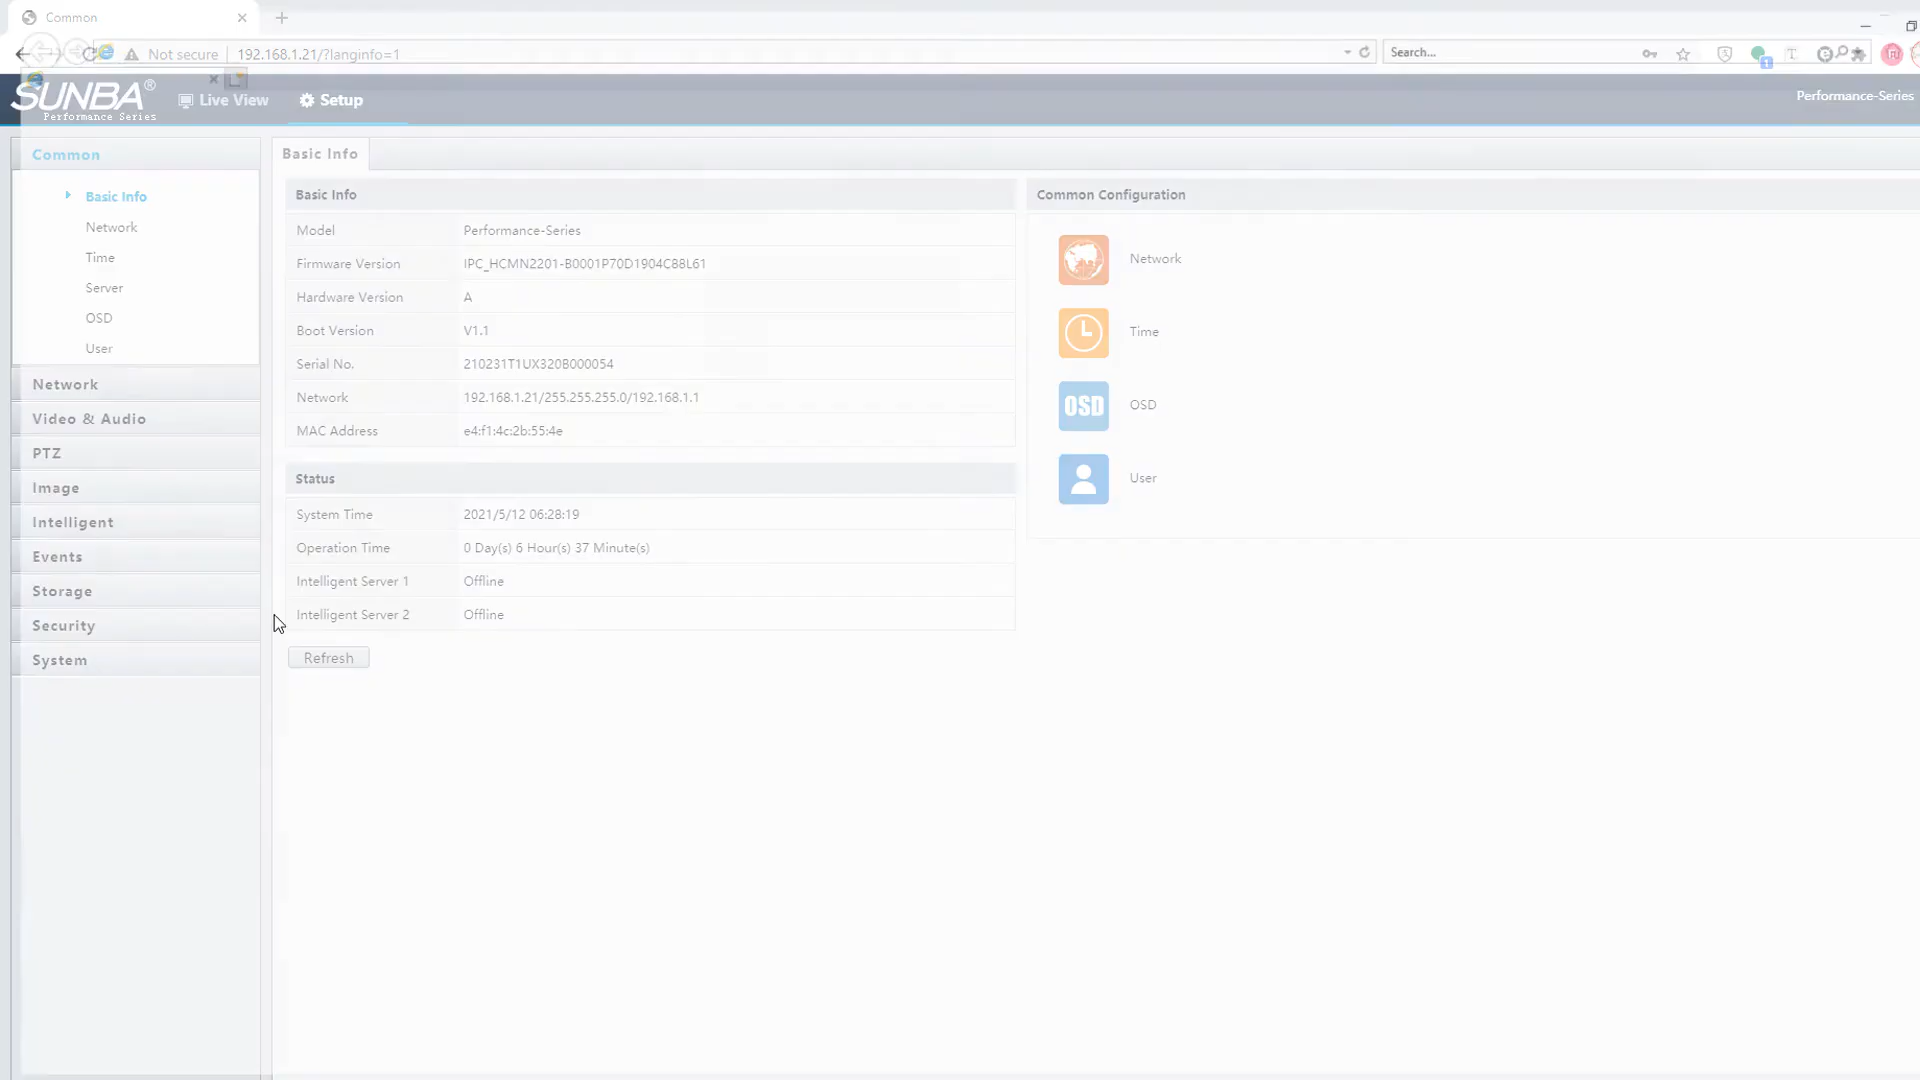 Common
Not secure
192.168.1.21/?langinfo=1
Search...
SUNBA®
Performance Series
Live View
Setup
Performance-Series
Common
Basic Info
Network
Time
Server
OSD
User
Network
Video & Audio
PTZ
Image
Intelligent
Events
Storage
Security
System
Basic Info
Basic Info
Model Performance-Series
Firmware Version IPC_HCMN2201-B0001P70D1904C88L61
Hardware Version A
Boot Version V1.1
Serial No. 210231T1UX320B000054
Network 192.168.1.21/255.255.255.0/192.168.1.1
MAC Address e4:f1:4c:2b:55:4e
Status
System Time 2021/5/12 06:28:19
Operation Time 0 Day(s) 6 Hour(s) 37 Minute(s)
Intelligent Server 1 Offline
Intelligent Server 2 Offline
Refresh
Common Configuration
Network
Time
OSD OSD
User